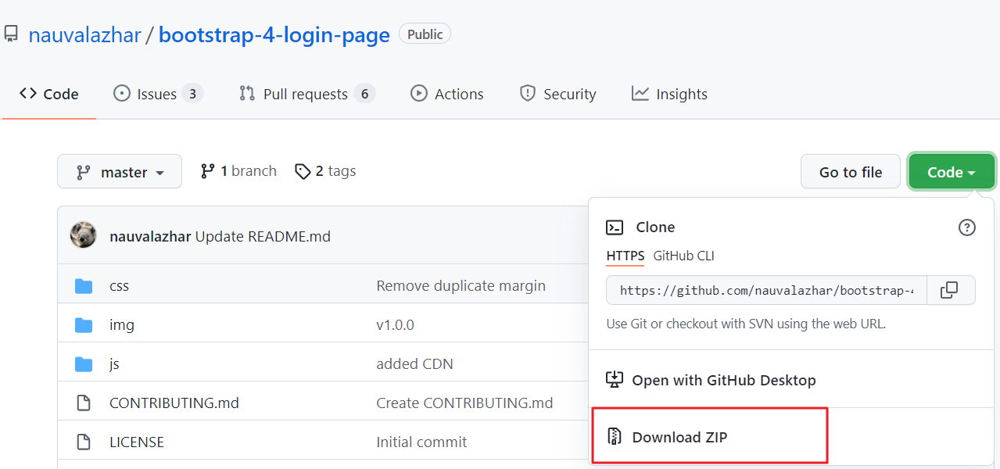 nauvalazhar / bootstrap-4-login-page Public
Code Issues 3 Pull requests 6 Actions Security Insights
master 1 branch 2 tags Go to file Code
nauvalazhar Update README.md
css Remove duplicate margin
img v1.0.0
js added CDN
CONTRIBUTING.md Create CONTRIBUTING.md
LICENSE Initial commit
Clone
HTTPS GitHub CLI
https://github.com/nauvalazhar/bootstrap-4
Use Git or checkout with SVN using the web URL.
Open with GitHub Desktop
Download ZIP